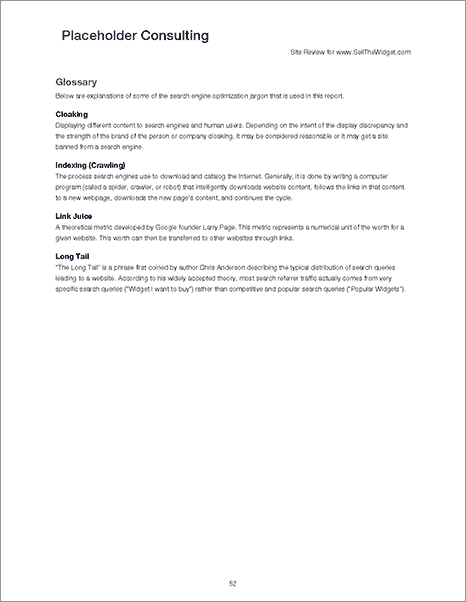 Placeholder Consulting
Site Review for www.SellTheWidget.com
Glossary
Below are explanations of some of the search engine optimization jargon that is used in this report.
Cloaking
Displaying different content to search engines and human users. Depending on the intent of the display discrepancy and
the strength of the brand of the person or company cloaking, it may be considered reasonable or it may get a site
banned from a search engine.
Indexing (Crawling)
The process search engines use to download and catalog the Internet. Generally, it is done by writing a computer
program (called a spider, crawler, or robot) that intelligently downloads website content, follows the links in that content
to a new webpage, downloads the new page's content, and continues the cycle.
Link Juice
A theoretical metric developed by Google founder Larry Page. This metric represents a numerical unit of the worth for a
given website. This worth can then be transferred to other websites through links.
Long Tail
"The Long Tail" is a phrase first coined by author Chris Anderson describing the typical distribution of search queries
leading to a website. According to his widely accepted theory, most search referrer traffic actually comes from very
specific search queries ("Widget I want to buy") rather than competitive and popular search queries ("Popular Widgets").
52